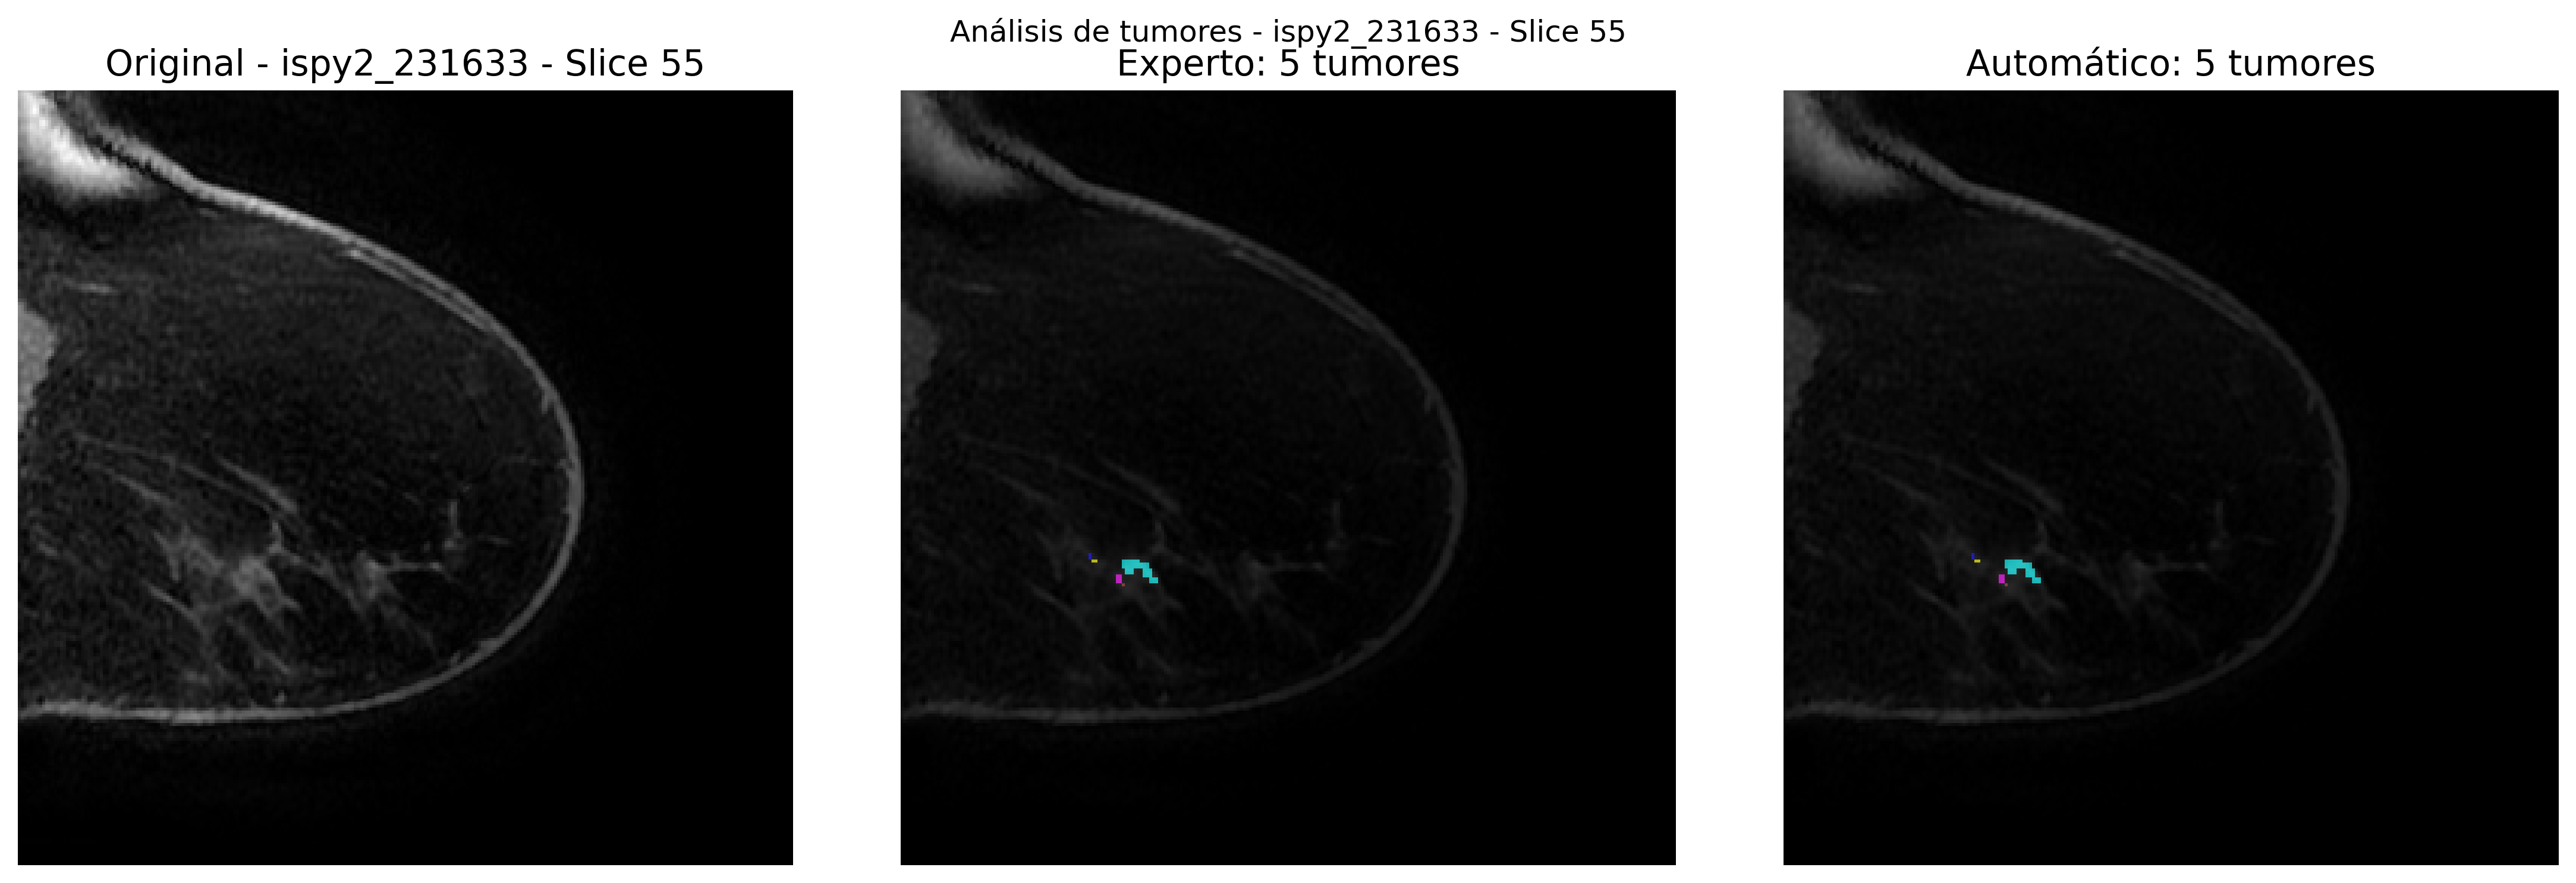 Análisis de tumores - ispy2_231633 - Slice 55
Original - ispy2_231633 - Slice 55
Experto: 5 tumores
Automático: 5 tumores